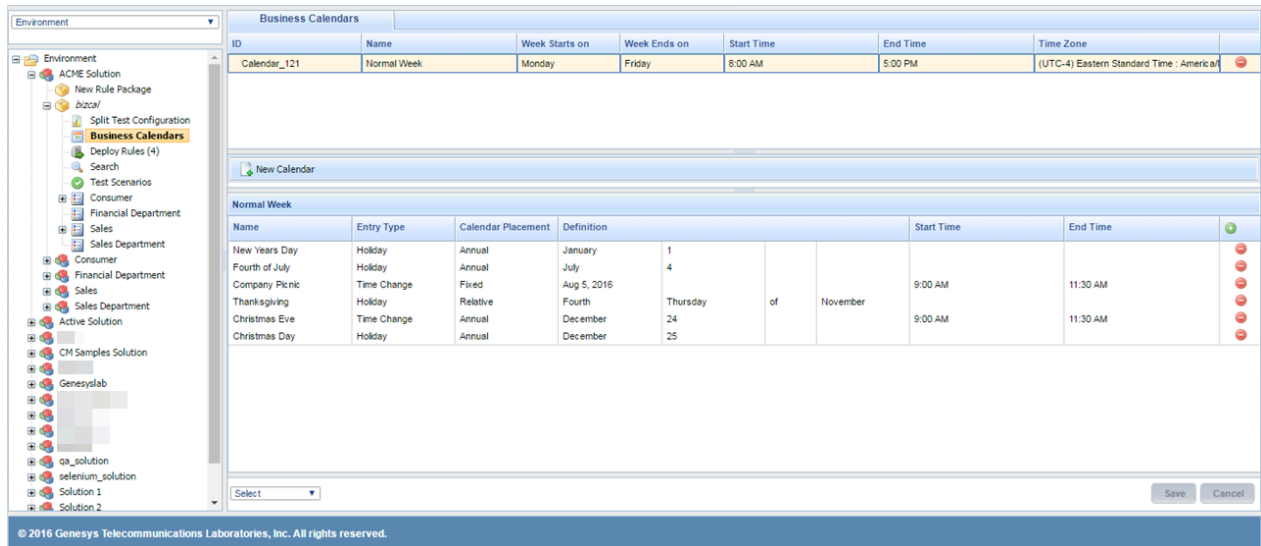 Environment
Environment
ACME Solution
New Rule Package
bizcal
Split Test Configuration
Business Calendars
Deploy Rules (4)
Search
Test Scenarios
Consumer
Financial Department
Sales
Sales Department
Consumer
Financial Department
Sales
Sales Department
Active Solution
CM Samples Solution
Genesyslab
qa_solution
selenium_solution
Solution 1
Solution 2
Business Calendars
ID Name Week Starts on Week Ends on Start Time End Time Time Zone
Calendar_121 Normal Week Monday Friday 8:00 AM 5:00 PM (UTC-4) Eastern Standard Time : America/
New Calendar
Normal Week
Name Entry Type Calendar Placement Definition Start Time End Time
New Years Day Holiday Annual January 1
Fourth of July Holiday Annual July 4
Company Picnic Time Change Fixed Aug 5, 2016 9:00 AM 11:30 AM
Thanksgiving Holiday Relative Fourth Thursday of November
Christmas Eve Time Change Annual December 24 9:00 AM 11:30 AM
Christmas Day Holiday Annual December 25
Select Save Cancel
© 2016 Genesys Telecommunications Laboratories, Inc. All rights reserved.